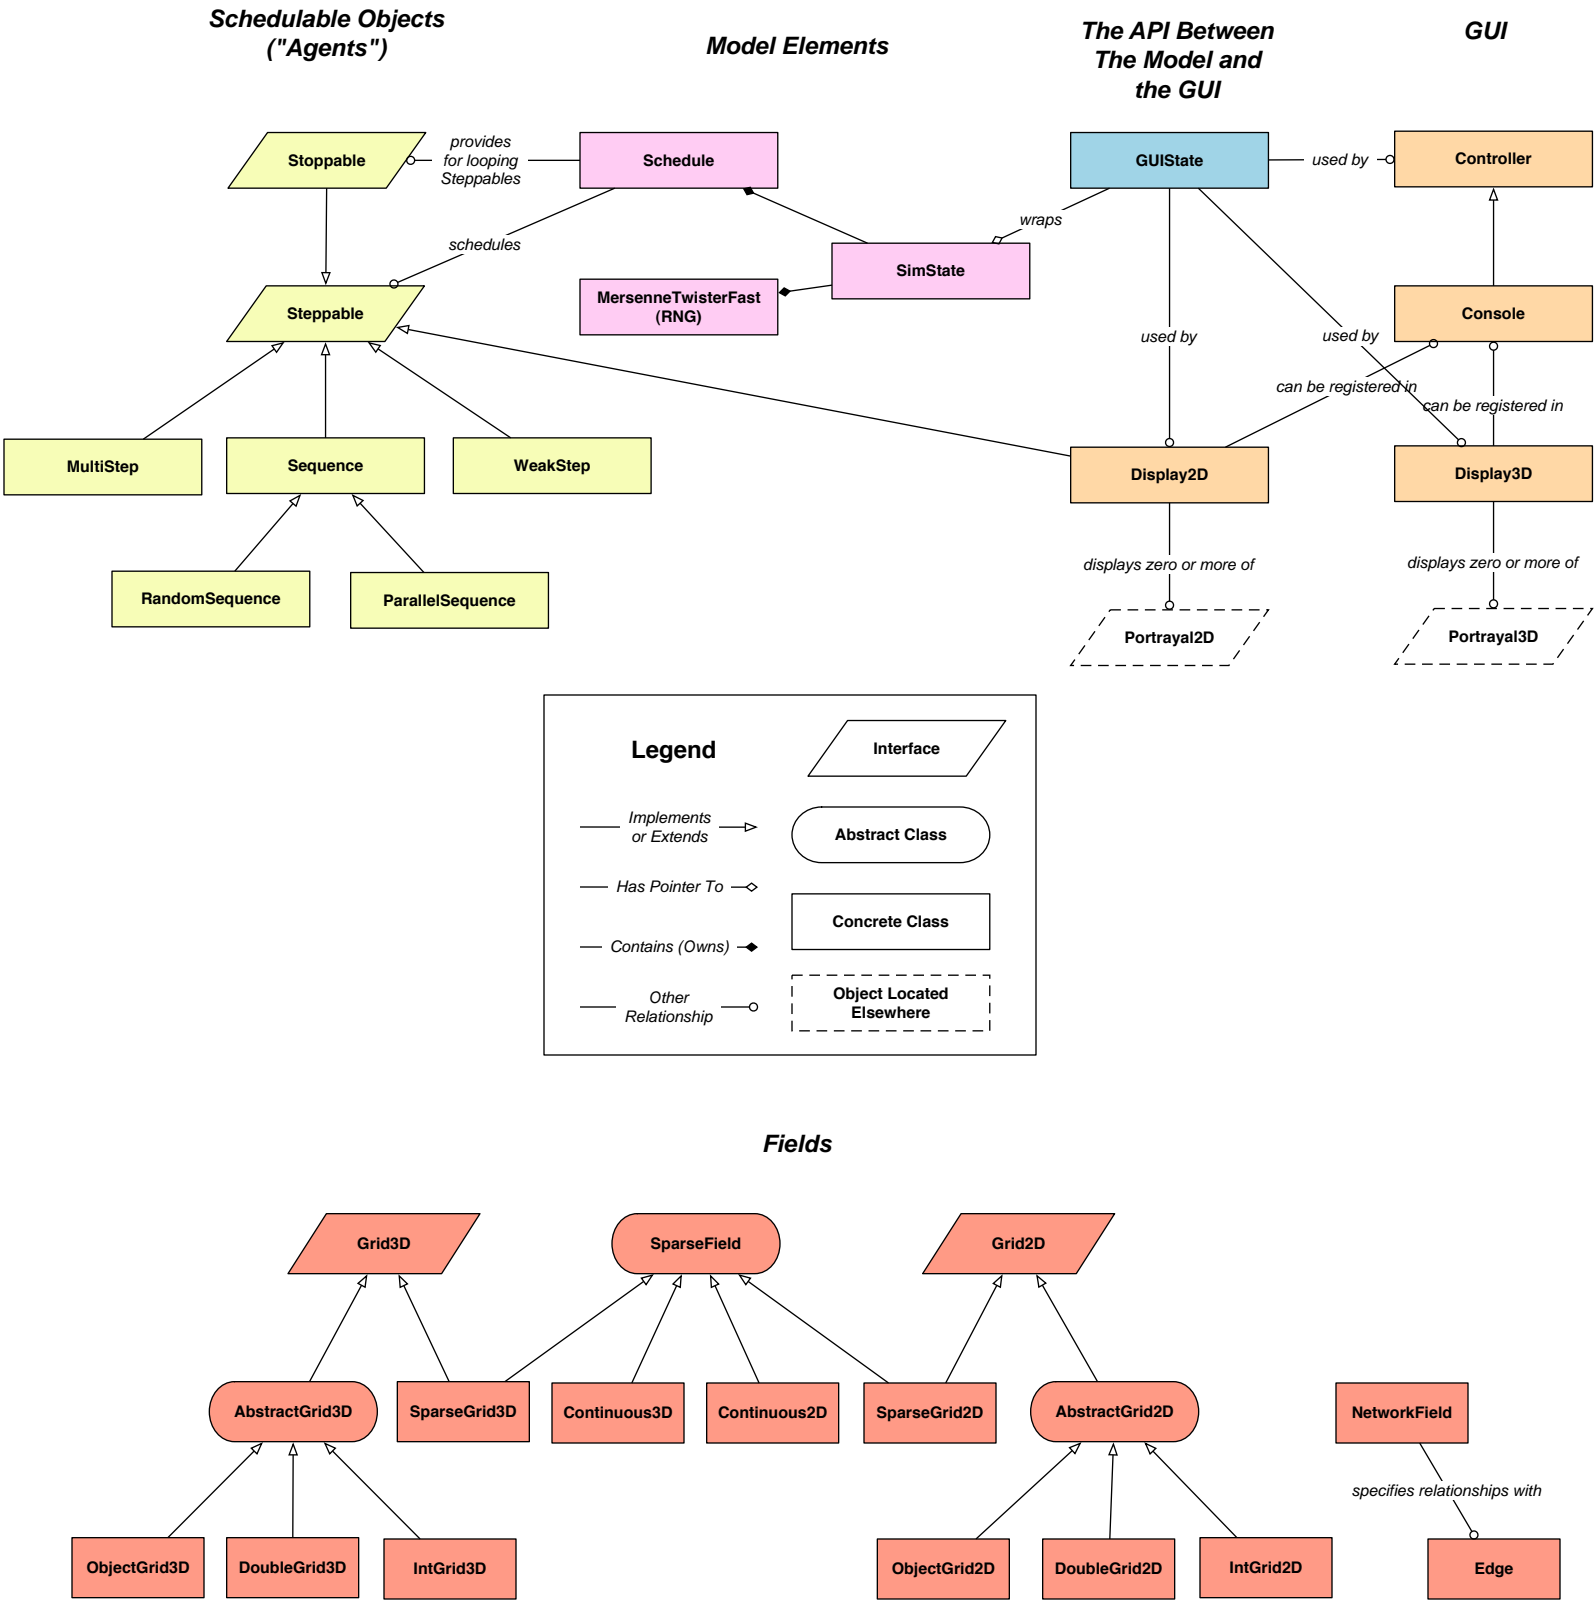 Schedulable Objects
("Agents")
Model Elements
The API Between
The Model and
the GUI
GUI
Stoppable
provides
for looping
Steppables
Schedule
GUIState
used by
Controller
schedules
wraps
SimState
Steppable
MersenneTwisterFast
(RNG)
Console
used by
used by
can be registered in
can be registered in
MultiStep
Sequence
WeakStep
Display2D
Display3D
displays zero or more of
displays zero or more of
RandomSequence
ParallelSequence
Portrayal2D
Portrayal3D
Legend
Interface
Implements
or Extends
Abstract Class
Has Pointer To
Concrete Class
Contains (Owns)
Other
Relationship
Object Located
Elsewhere
Fields
Grid3D
SparseField
Grid2D
AbstractGrid3D
SparseGrid3D
Continuous3D
Continuous2D
SparseGrid2D
AbstractGrid2D
NetworkField
specifies relationships with
ObjectGrid3D
DoubleGrid3D
IntGrid3D
ObjectGrid2D
DoubleGrid2D
IntGrid2D
Edge